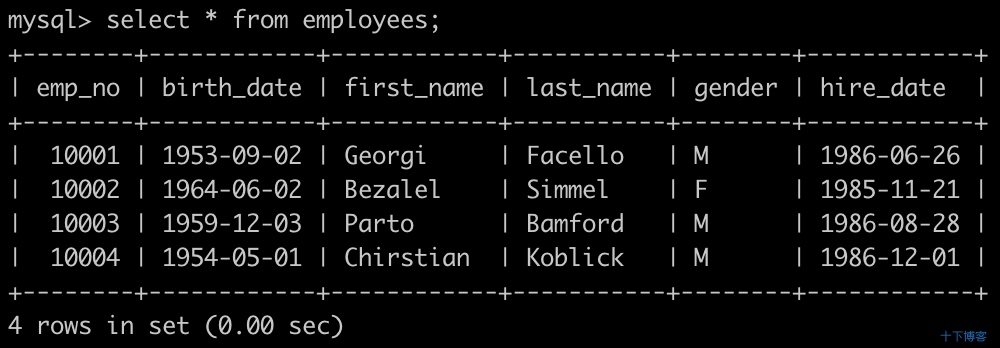 mysql> select * from employees;
+--------+------------+------------+-----------+--------+------------+
| emp_no | birth_date | first_name | last_name | gender | hire_date  |
+--------+------------+------------+-----------+--------+------------+
|  10001 | 1953-09-02 | Georgi     | Facello   | M      | 1986-06-26 |
|  10002 | 1964-06-02 | Bezalel    | Simmel    | F      | 1985-11-21 |
|  10003 | 1959-12-03 | Parto      | Bamford   | M      | 1986-08-28 |
|  10004 | 1954-05-01 | Chirstian  | Koblick   | M      | 1986-12-01 |
+--------+------------+------------+-----------+--------+------------+
4 rows in set (0.00 sec)
十下博客